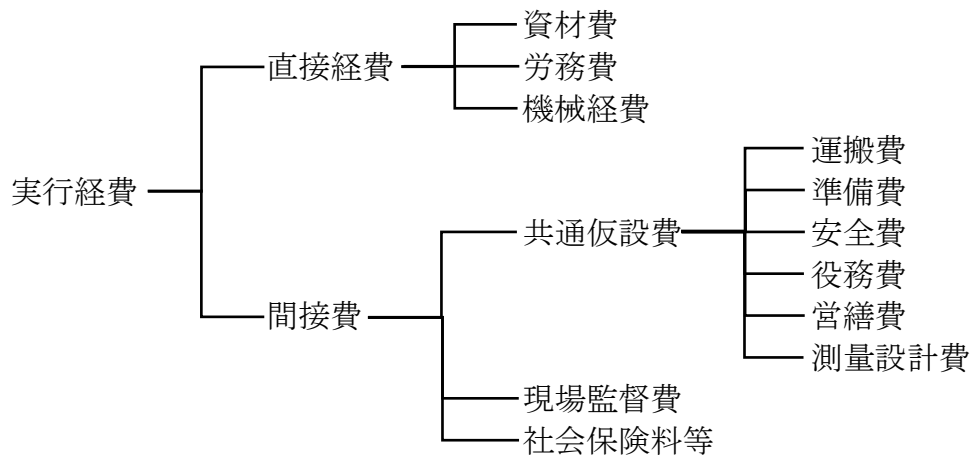 資材費
直接経費
労務費
機械経費
運搬費
実行経費
準備費
共通仮設費
安全費
役務費
間接費
営繕費
測量設計費
現場監督費
社会保険料等